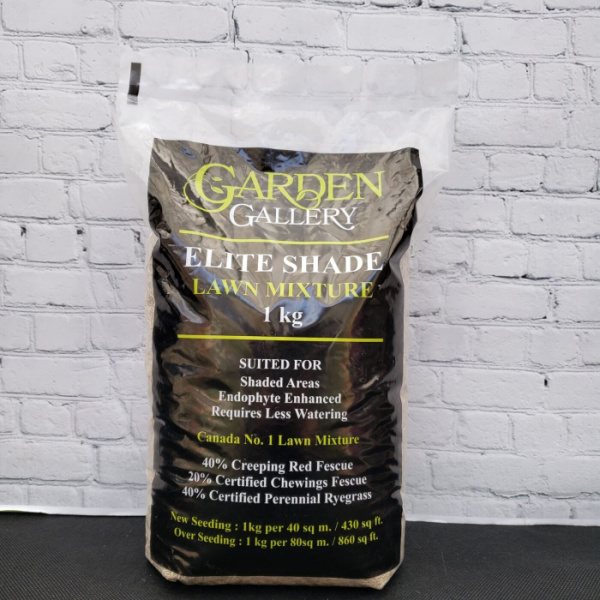 GARDEN
GALLERY
ELITE SHADE
LAWN MIXTURE
1 kg
SUITED FOR
Shaded Areas
Endophyte Enhanced
Requires Less Watering
Canada No. 1 Lawn Mixture
40% Creeping Red Fescue
20% Certified Chewings Fescue
40% Certified Perennial Ryegrass
New Seeding : 1kg per 40 sq m. / 430 sq ft.
Over Seeding : 1 kg per 80sq m. / 860 sq ft.